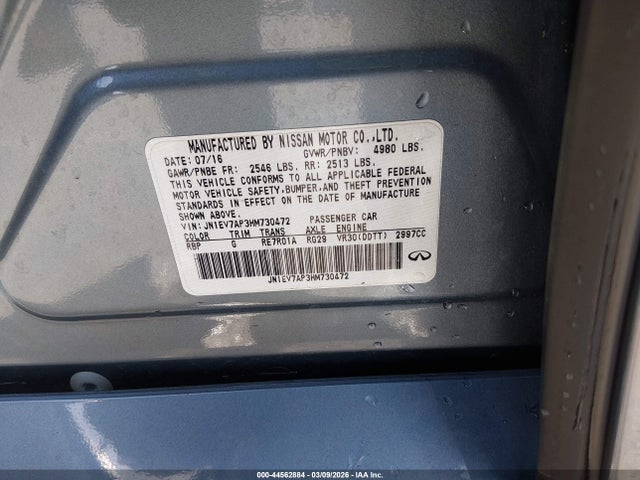 MANUFACTURED BY NISSAN MOTOR CO.,LTD.
DATE: 07/16 GVWR/PNBV: 4980 LBS.
GAWR/PNBE FR: 2546 LBS. RR: 2513 LBS.
THIS VEHICLE CONFORMS TO ALL APPLICABLE FEDERAL
MOTOR VEHICLE SAFETY,BUMPER,AND THEFT PREVENTION
STANDARDS IN EFFECT ON THE DATE OF MANUFACTURE
SHOWN ABOVE.
VIN: JN1EV7AP3HM730472 PASSENGER CAR
COLOR TRIM TRANS AXLE ENGINE
RBP G RE7R01A RG29 VR30(DDTT) 2997CC
JN1EV7AP3HM730472
000-44562884 | 03/09/2026 | IAA Inc.